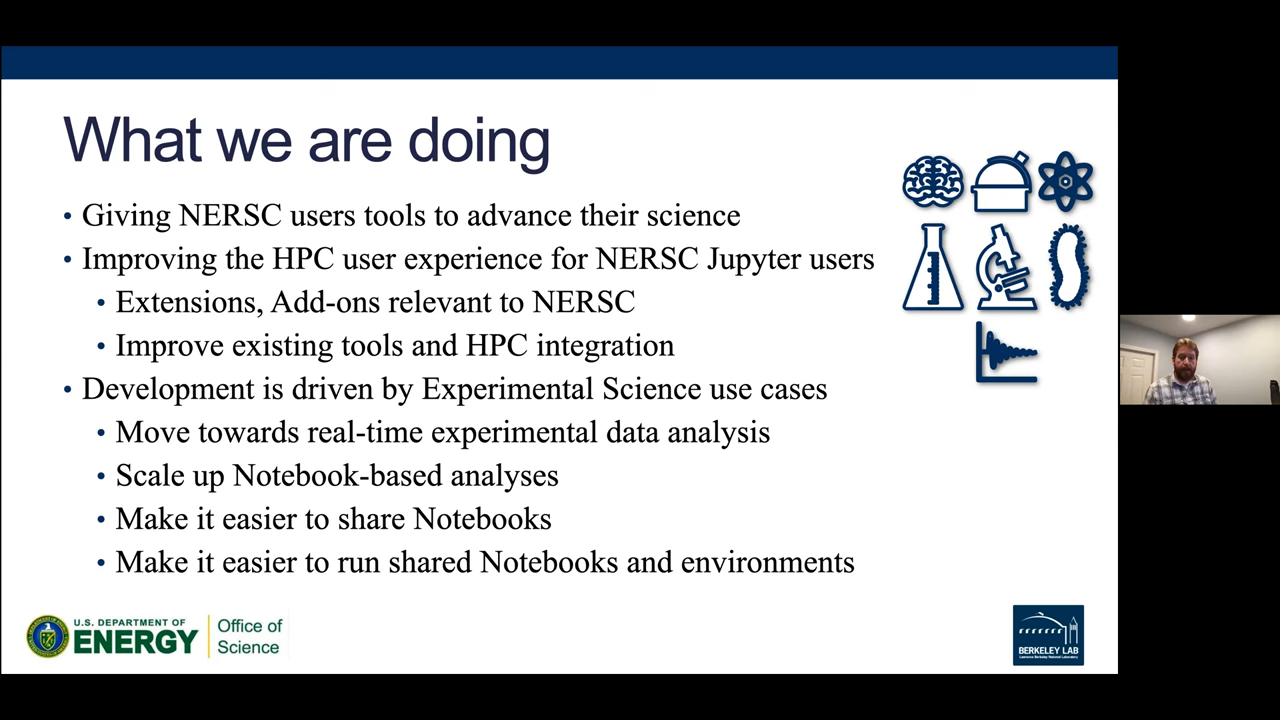 What we are doing
• Giving NERSC users tools to advance their science
• Improving the HPC user experience for NERSC Jupyter users
• Extensions, Add-ons relevant to NERSC
• Improve existing tools and HPC integration
• Development is driven by Experimental Science use cases
• Move towards real-time experimental data analysis
• Scale up Notebook-based analyses
• Make it easier to share Notebooks
• Make it easier to run shared Notebooks and environments
U.S. DEPARTMENT OF
ENERGY
Office of
Science
BERKELEY LAB
Lawrence Berkeley National Laboratory